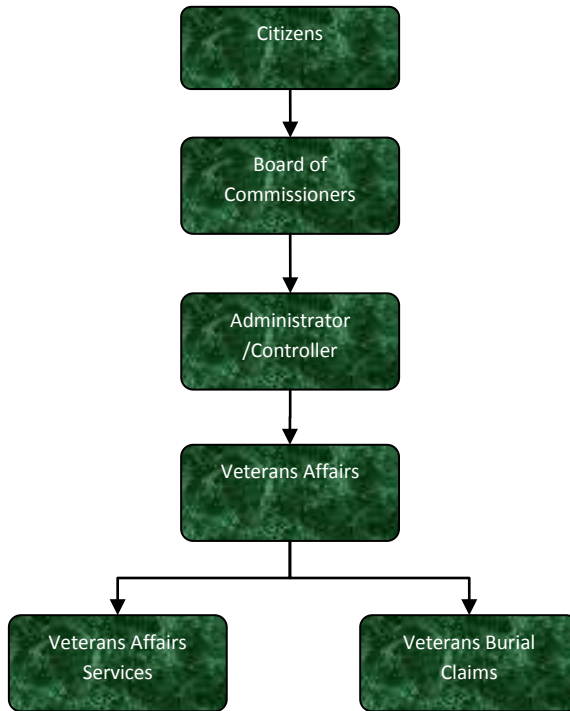 Citizens
Board of
Commissioners
Administrator
/Controller
Veterans Affairs
Veterans Affairs
Services
Veterans Burial
Claims